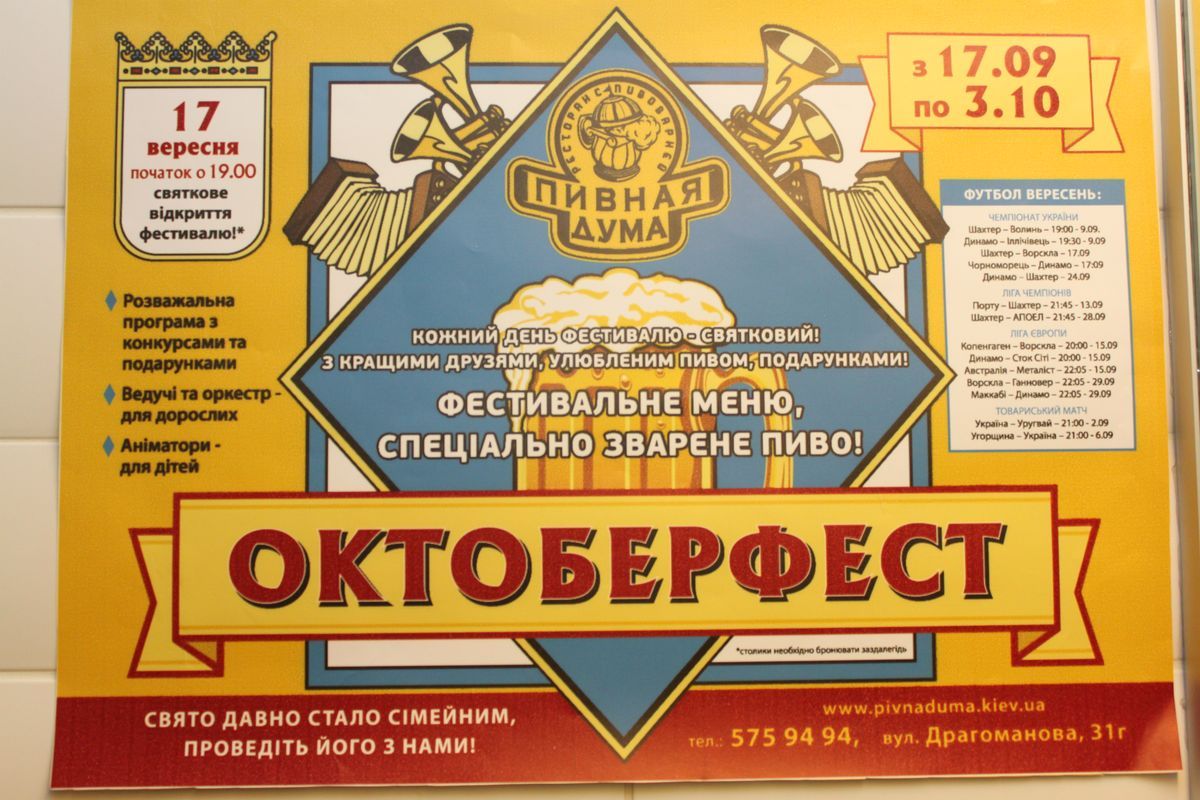 17
вересня
початок о 19.00
святкове
відкриття
фестивалю!*
Розважальна
програма з
конкурсами та
подарунками
Ведучі та оркестр -
для дорослих
Аніматори -
для дітей
РЕСТОРАН С ПИВОВАРНЕЙ
ПИВНАЯ
ДУМА
КОЖНИЙ ДЕНЬ ФЕСТИВАЛЮ - СВЯТКОВИЙ!
З КРАЩИМИ ДРУЗЯМИ, УЛЮБЛЕНИМ ПИВОМ, ПОДАРУНКАМИ!
ФЕСТИВАЛЬНЕ МЕНЮ,
СПЕЦІАЛЬНО ЗВАРЕНЕ ПИВО!
з 17.09
по 3.10
ФУТБОЛ ВЕРЕСЕНЬ:
ЧЕМПІОНАТ УКРАЇНИ
Шахтер – Волинь – 19:00 - 9.09.
Динамо – Іллічівець – 19:30 - 9.09
Шахтер – Ворскла – 17.09
Чорноморець – Динамо – 17:09
Динамо – Шахтер – 24.09
ЛІГА ЧЕМПІОНІВ
Порту – Шахтер - 21:45 - 13.09
Шахтер – АПОЕЛ - 21:45 - 28.09
ЛІГА ЄВРОПИ
Копенгаген – Ворскла – 20:00 - 15.09
Динамо – Сток Сіті – 20:00 - 15.09
Австралія – Металіст – 22:05 - 15.09
Ворскла – Ганновер – 22:05 - 29.09
Маккабі – Динамо – 22:05 - 29.09
ТОВАРИСЬКИЙ МАТЧ
Україна – Уругвай – 21:00 - 2.09
Угорщина – Україна – 21:00 - 6.09
ОКТОБЕРФЕСТ
*столики необхідно бронювати заздалегідь
СВЯТО ДАВНО СТАЛО СІМЕЙНИМ,
ПРОВЕДІТЬ ЙОГО З НАМИ!
www.pivnaduma.kiev.ua
тел.: 575 94 94, вул. Драгоманова, 31г